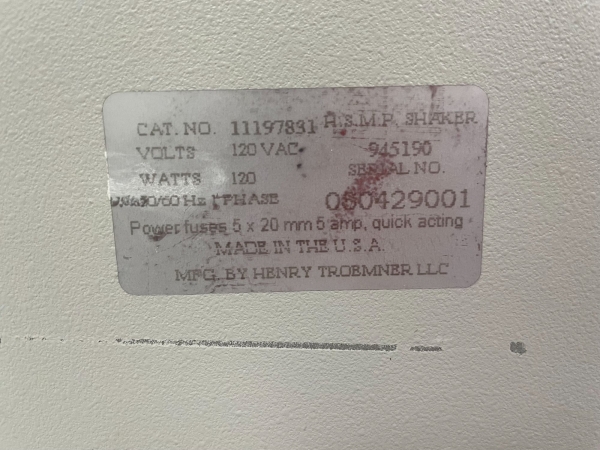 CAT. NO. 11197831 H.S.M.P. SHAKER
VOLTS 120 VAC 945190
SERIAL NO.
WATTS 120
50/60 Hz 1 PHASE 060429001
Power fuses 5 x 20 mm 5 amp, quick acting
MADE IN THE U.S.A.
MFG. BY HENRY TROEMNER LLC